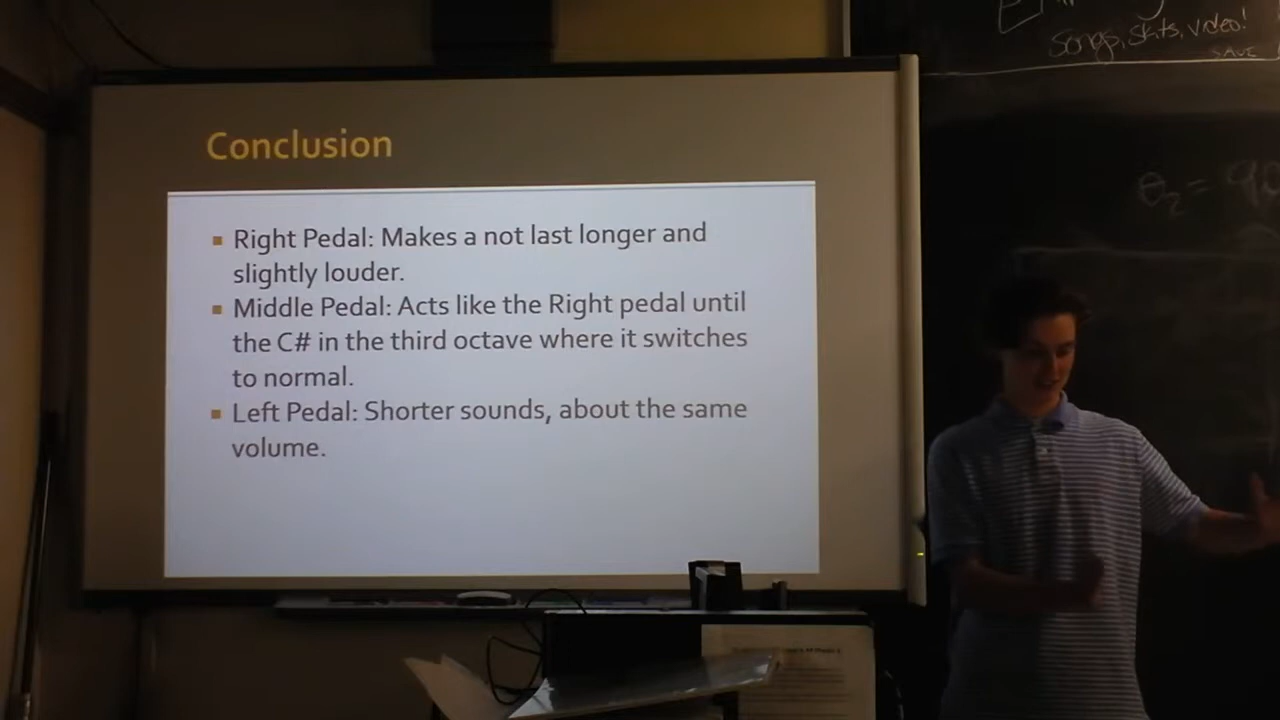 Songs, skits, video!
SAVE
Conclusion
Right Pedal: Makes a not last longer and
slightly louder.
Middle Pedal: Acts like the Right pedal until
the C# in the third octave where it switches
to normal.
Left Pedal: Shorter sounds, about the same
volume.
θ₂ =